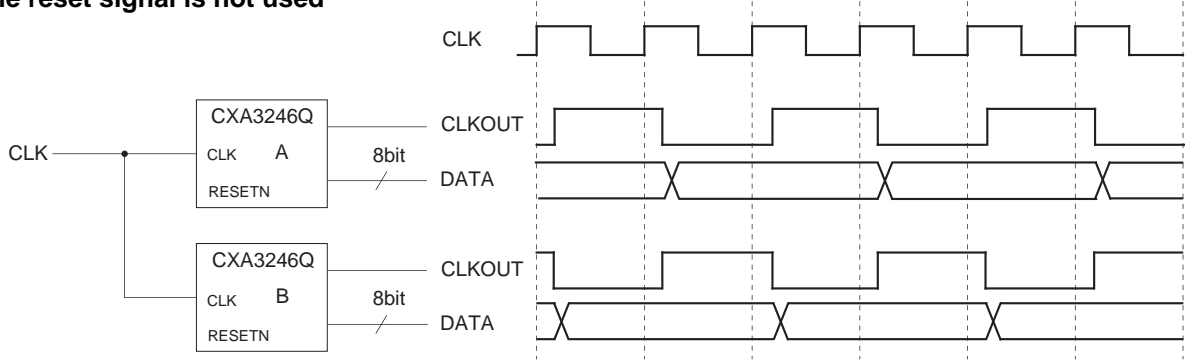 reset signal is not used
CLK
CXA3246Q
CLK A
RESETN
CLKOUT
8bit
DATA
CLK
CXA3246Q
CLK B
RESETN
CLKOUT
8bit
DATA